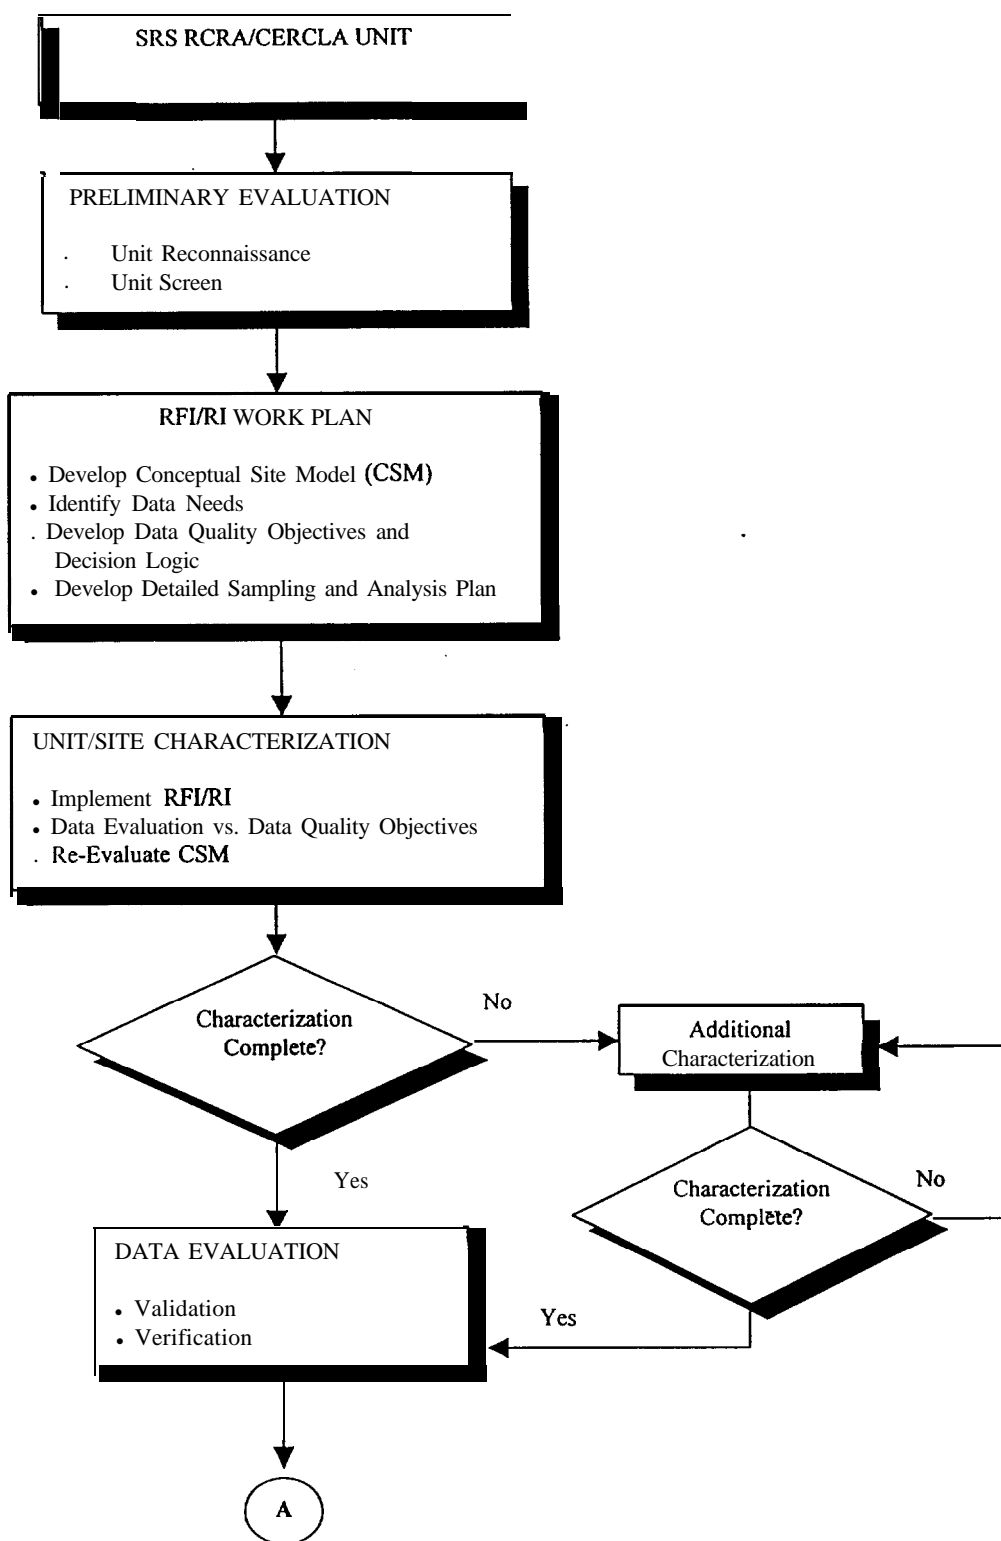 SRS RCRA/CERCLA UNIT
PRELIMINARY EVALUATION
. Unit Reconnaissance
. Unit Screen
RFI/RI WORK PLAN
• Develop Conceptual Site Model (CSM)
• Identify Data Needs
. Develop Data Quality Objectives and
Decision Logic
• Develop Detailed Sampling and Analysis Plan
UNIT/SITE CHARACTERIZATION
• Implement RFI/RI
• Data Evaluation vs. Data Quality Objectives
. Re-Evaluate CSM
Characterization
Complete?
No
Additional
Characterization
Yes
Characterization
Complete?
No
DATA EVALUATION
• Validation
• Verification
Yes
A